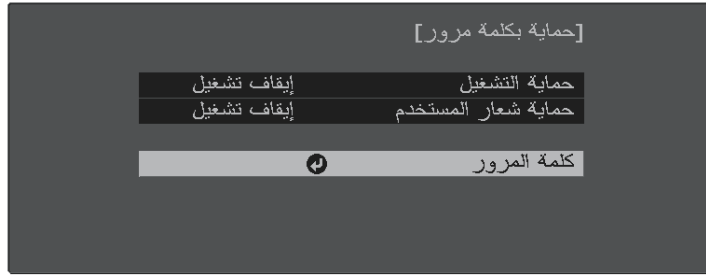 [حماية بكلمة مرور]
حماية التشغيل إيقاف تشغيل
حماية شعار المستخدم إيقاف تشغيل
كلمة المرور